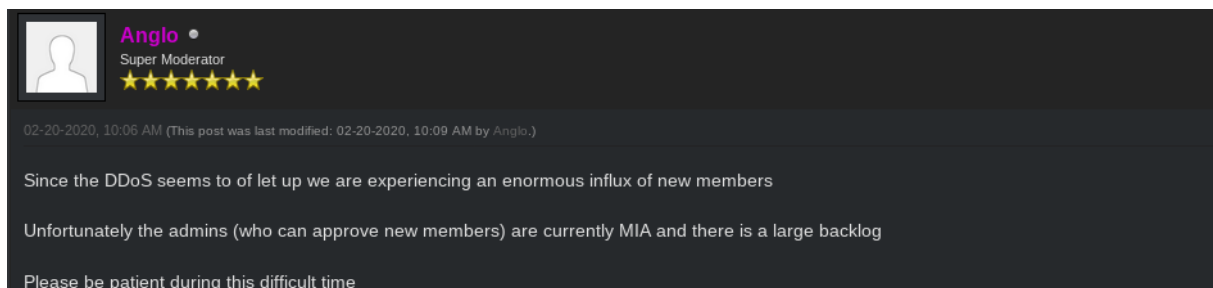 Anglo
Super Moderator
02-20-2020, 10:06 AM (This post was last modified: 02-20-2020, 10:09 AM by Anglo.)
Since the DDoS seems to of let up we are experiencing an enormous influx of new members
Unfortunately the admins (who can approve new members) are currently MIA and there is a large backlog
Please be patient during this difficult time